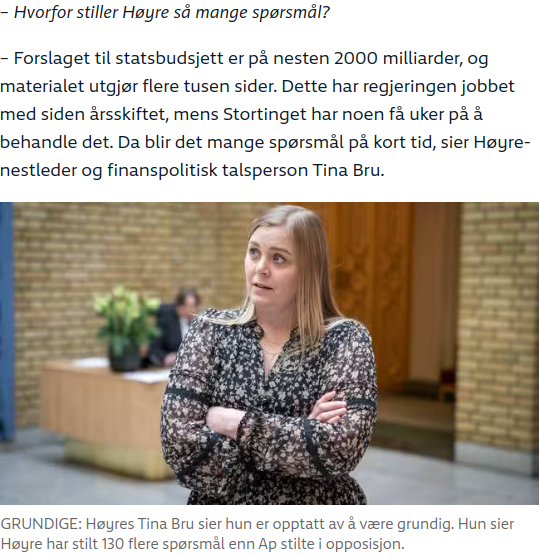 – Hvorfor stiller Høyre så mange spørsmål?
– Forslaget til statsbudsjett er på nesten 2000 milliarder, og
materialet utgjør flere tusen sider. Dette har regjeringen jobbet
med siden årsskiftet, mens Stortinget har noen få uker på å
behandle det. Da blir det mange spørsmål på kort tid, sier Høyre-
nestleder og finanspolitisk talsperson Tina Bru.
GRUNDIGE: Høyres Tina Bru sier hun er opptatt av å være grundig. Hun sier
Høyre har stilt 130 flere spørsmål enn Ap stilte i opposisjon.